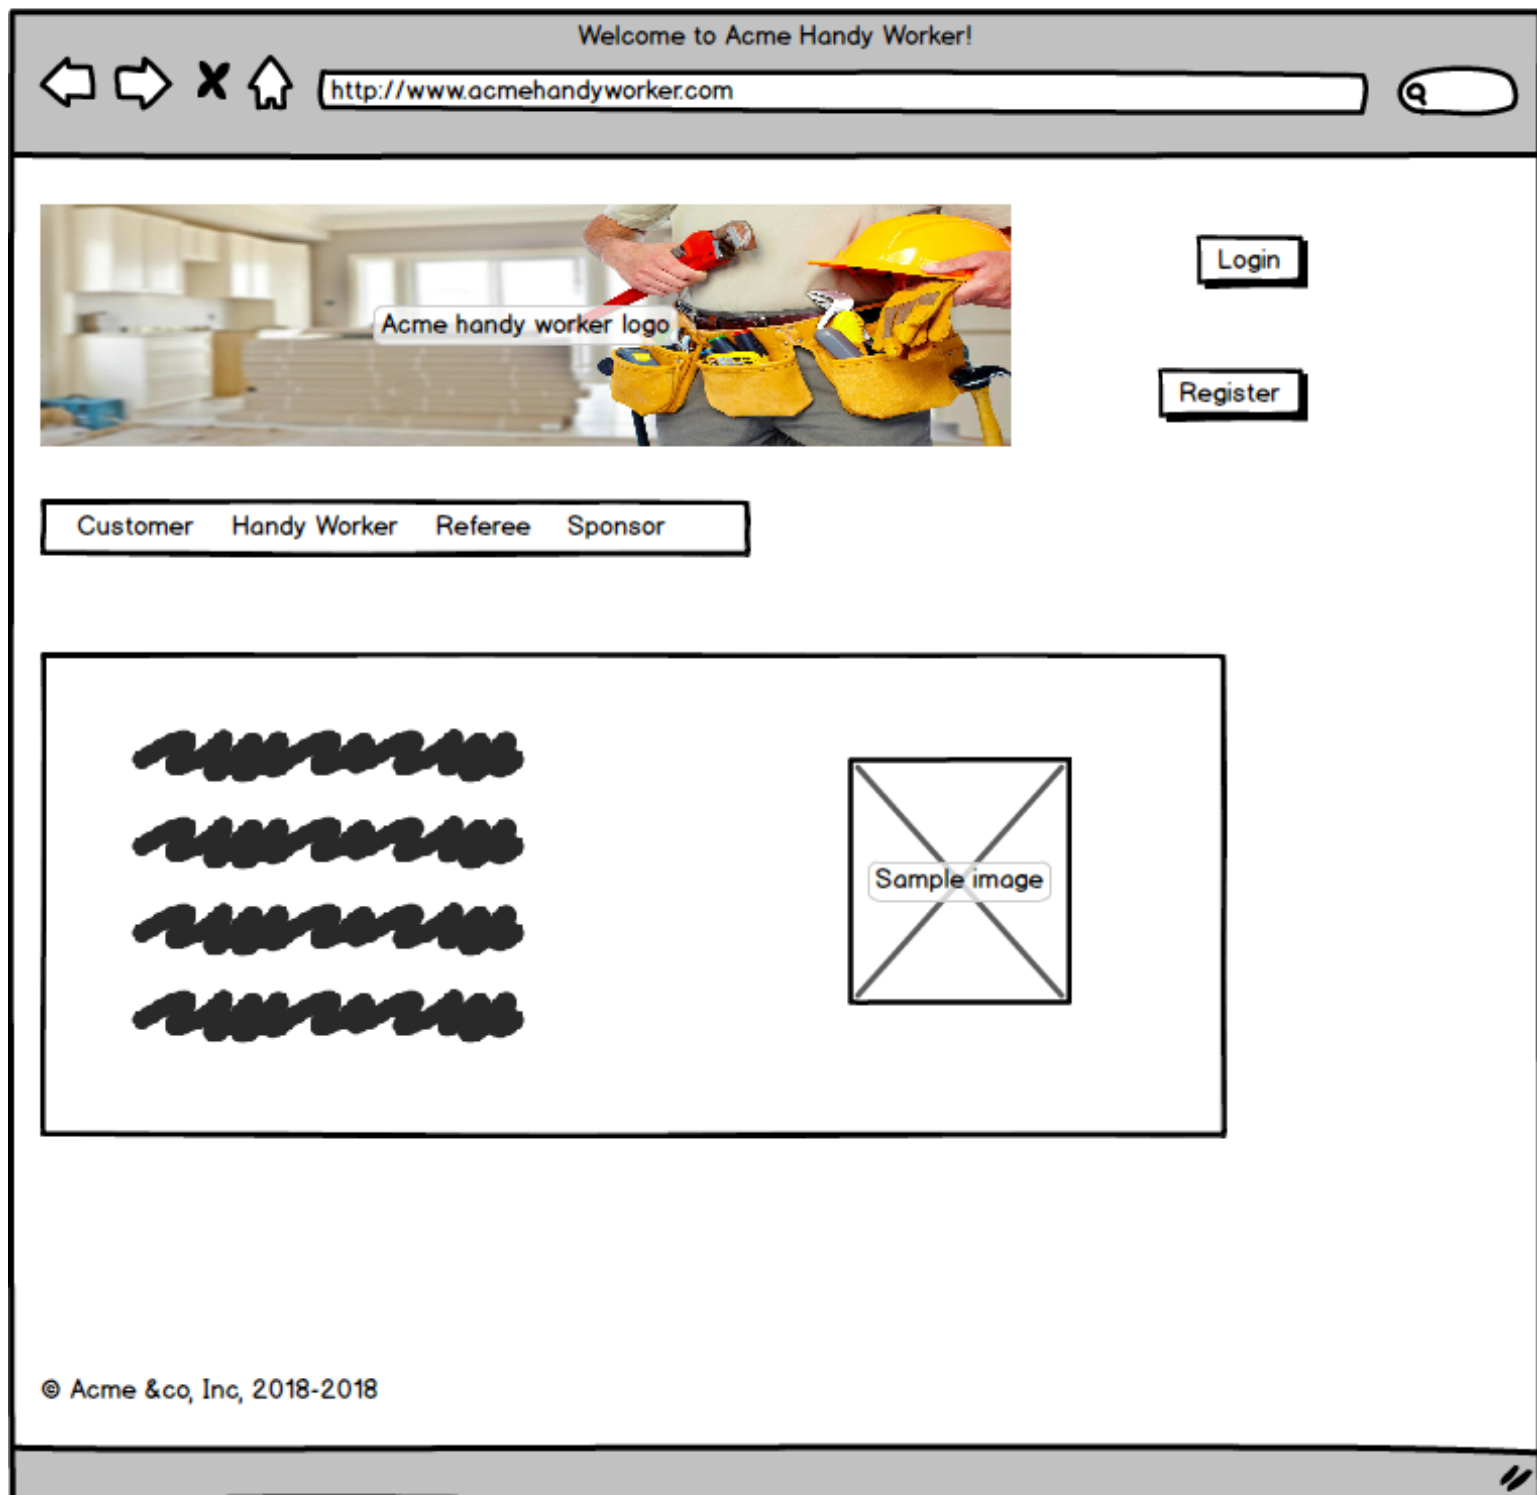 Welcome to Acme Handy Worker!
http://www.acmehandyworker.com
Login
Acme handy worker logo
Register
Customer Handy Worker Referee Sponsor
Sample image
© Acme &co, Inc, 2018-2018